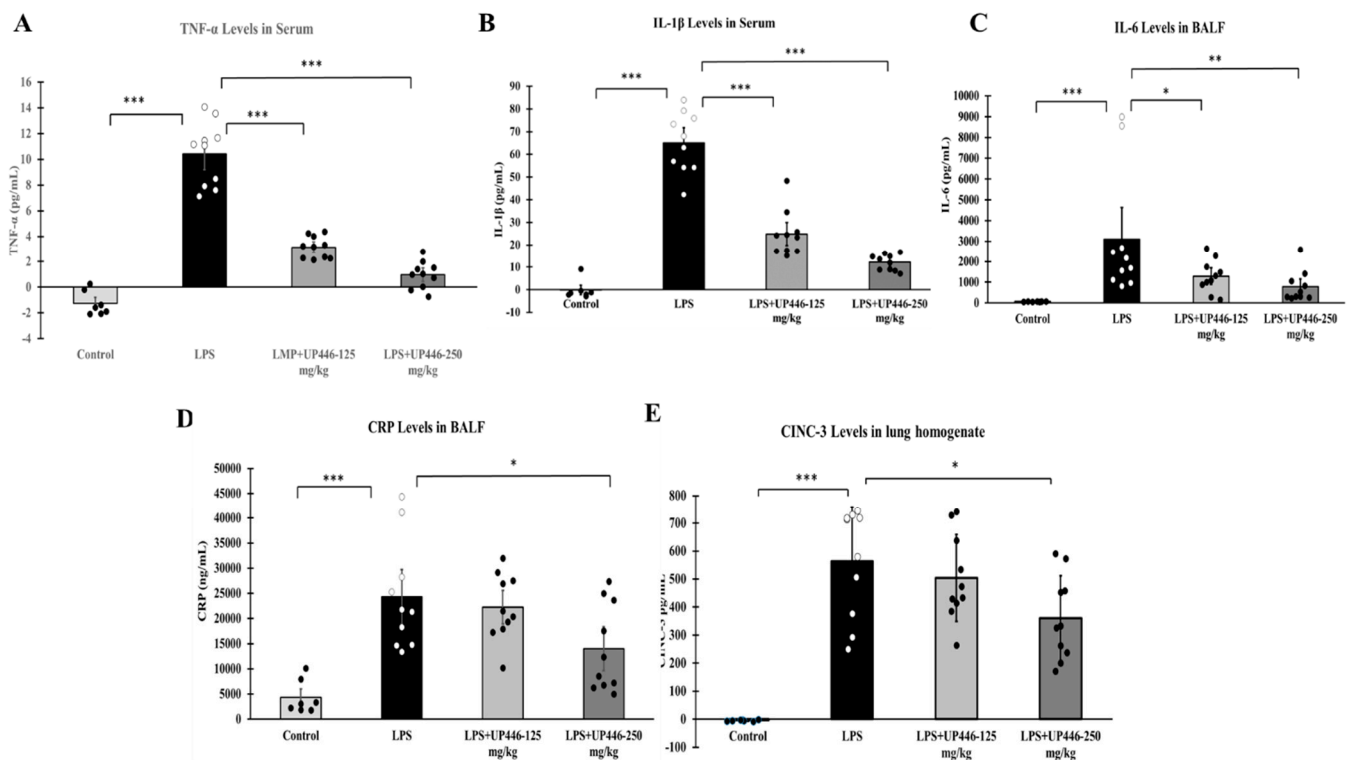 A
TNF-α Levels in Serum
***
***
***
TNF-α (pg/mL)
16
14
12
10
8
6
4
2
0
-2
-4
Control
LPS
LMP+UP446-125
mg/kg
LPS+UP446-250
mg/kg
B
IL-1β Levels in Serum
***
***
***
IL-1β (pg/mL)
90
80
70
60
50
40
30
20
10
0
-10
Control
LPS
LPS+UP446-125
mg/kg
LPS+UP446-250
mg/kg
C
IL-6 Levels in BALF
**
***
*
IL-6 (pg/mL)
10000
9000
8000
7000
6000
5000
4000
3000
2000
1000
0
Control
LPS
LPS+UP446-125
mg/kg
LPS+UP446-250
mg/kg
D
CRP Levels in BALF
***
*
CRP (ng/mL)
50000
45000
40000
35000
30000
25000
20000
15000
10000
5000
0
Control
LPS
LPS+UP446-125
mg/kg
LPS+UP446-250
mg/kg
E
CINC-3 Levels in lung homogenate
***
*
CINC-3 pg/mL
800
700
600
500
400
300
200
100
0
-100
Control
LPS
LPS+UP446-125
mg/kg
LPS+UP446-250
mg/kg